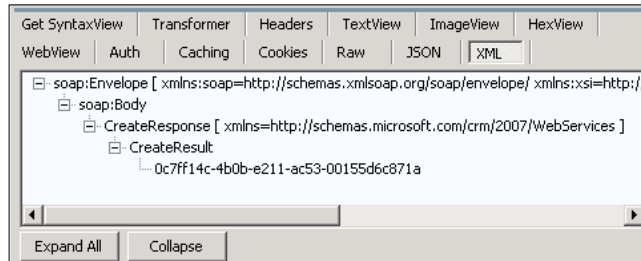 Get SyntaxView Transformer Headers TextView ImageView HexView
WebView Auth Caching Cookies Raw JSON XML
soap:Envelope [ xmlns:soap=http://schemas.xmlsoap.org/soap/envelope/ xmlns:xsi=http:/
soap:Body
CreateResponse [ xmlns=http://schemas.microsoft.com/crm/2007/WebServices ]
CreateResult
0c7ff14c-4b0b-e211-ac53-00155d6c871a
Expand All Collapse